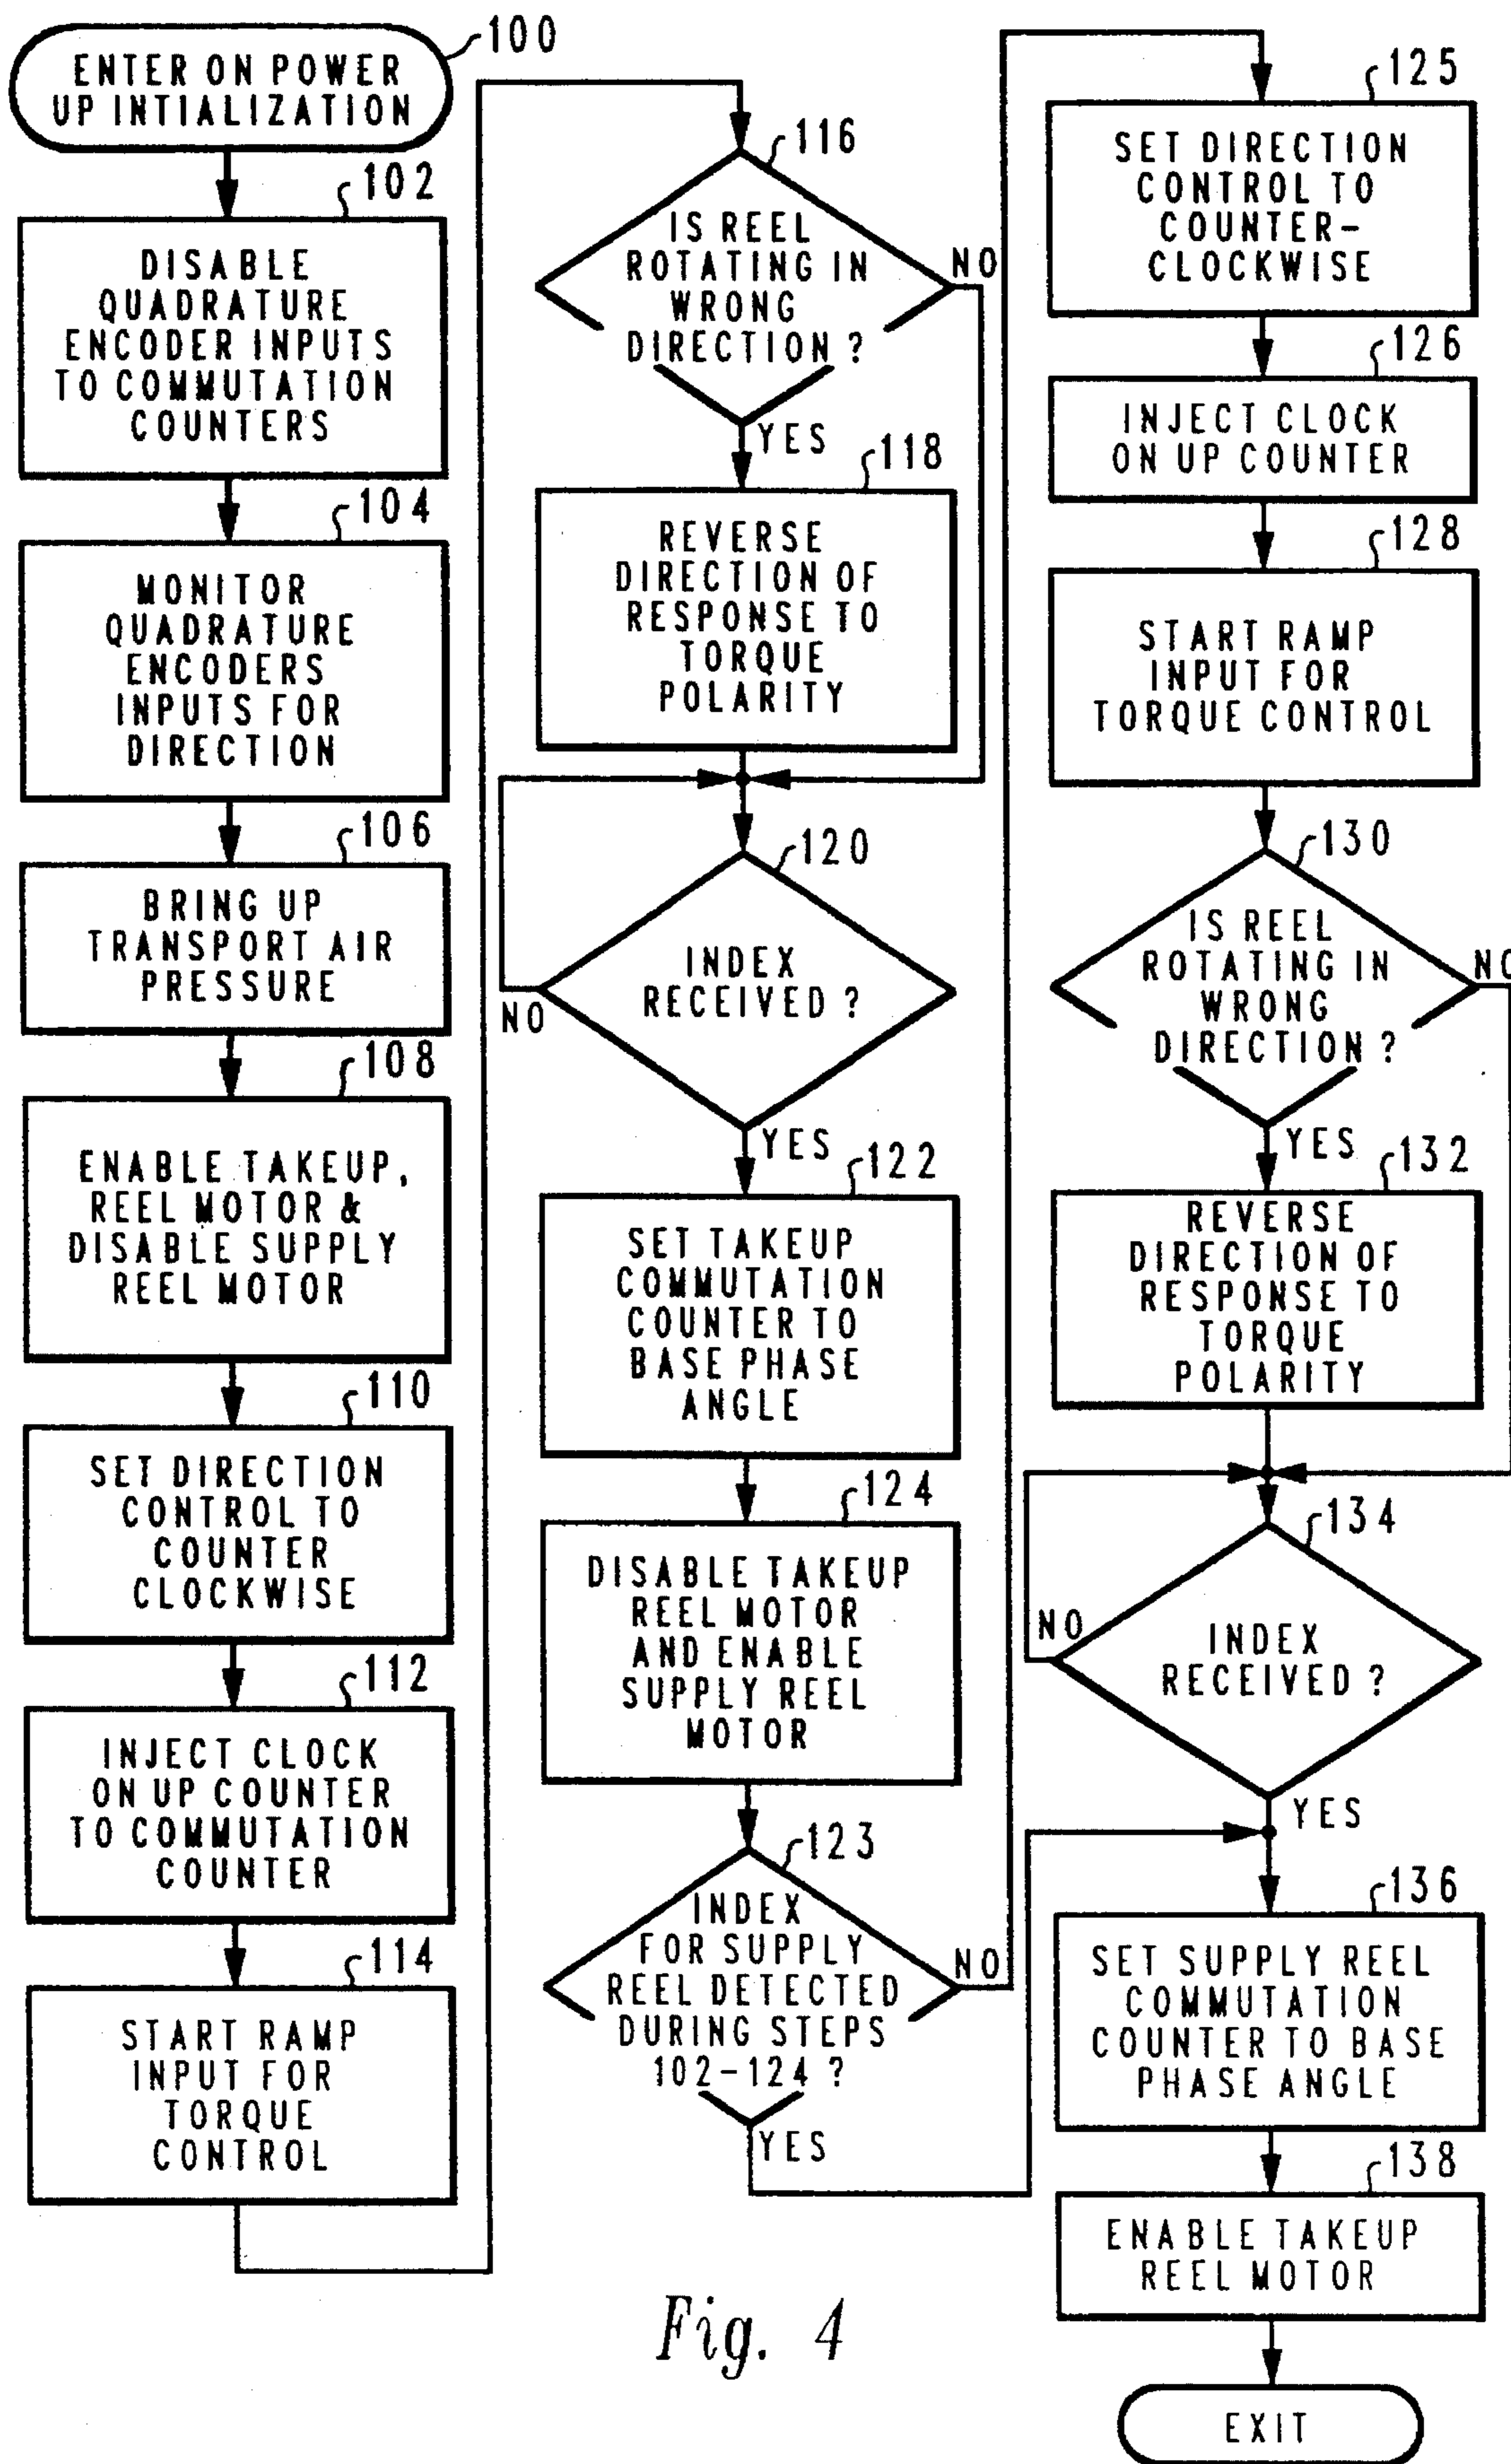 100
ENTER ON POWER
UP INTIALIZATION
102
DISABLE
QUADRATURE
ENCODER INPUTS
TO COMMUTATION
COUNTERS
104
MONITOR
QUADRATURE
ENCODERS
INPUTS FOR
DIRECTION
106
BRING UP
TRANSPORT AIR
PRESSURE
108
ENABLE TAKEUP,
REEL MOTOR &
DISABLE SUPPLY
REEL MOTOR
110
SET DIRECTION
CONTROL TO
COUNTER
CLOCKWISE
112
INJECT CLOCK
ON UP COUNTER
TO COMMUTATION
COUNTER
114
START RAMP
INPUT FOR
TORQUE
CONTROL
116
IS REEL
ROTATING IN
WRONG
DIRECTION ?
NO
YES
118
REVERSE
DIRECTION OF
RESPONSE TO
TORQUE
POLARITY
120
INDEX
RECEIVED ?
NO
YES
122
SET TAKEUP
COMMUTATION
COUNTER TO
BASE PHASE
ANGLE
124
DISABLE TAKEUP
REEL MOTOR
AND ENABLE
SUPPLY REEL
MOTOR
123
INDEX
FOR SUPPLY
REEL DETECTED
DURING STEPS
102-124 ?
NO
YES
125
SET DIRECTION
CONTROL TO
COUNTER-
CLOCKWISE
126
INJECT CLOCK
ON UP COUNTER
128
START RAMP
INPUT FOR
TORQUE CONTROL
130
IS REEL
ROTATING IN
WRONG
DIRECTION ?
NO
YES
132
REVERSE
DIRECTION OF
RESPONSE TO
TORQUE
POLARITY
134
INDEX
RECEIVED ?
NO
YES
136
SET SUPPLY REEL
COMMUTATION
COUNTER TO BASE
PHASE ANGLE
138
ENABLE TAKEUP
REEL MOTOR
EXIT
Fig. 4